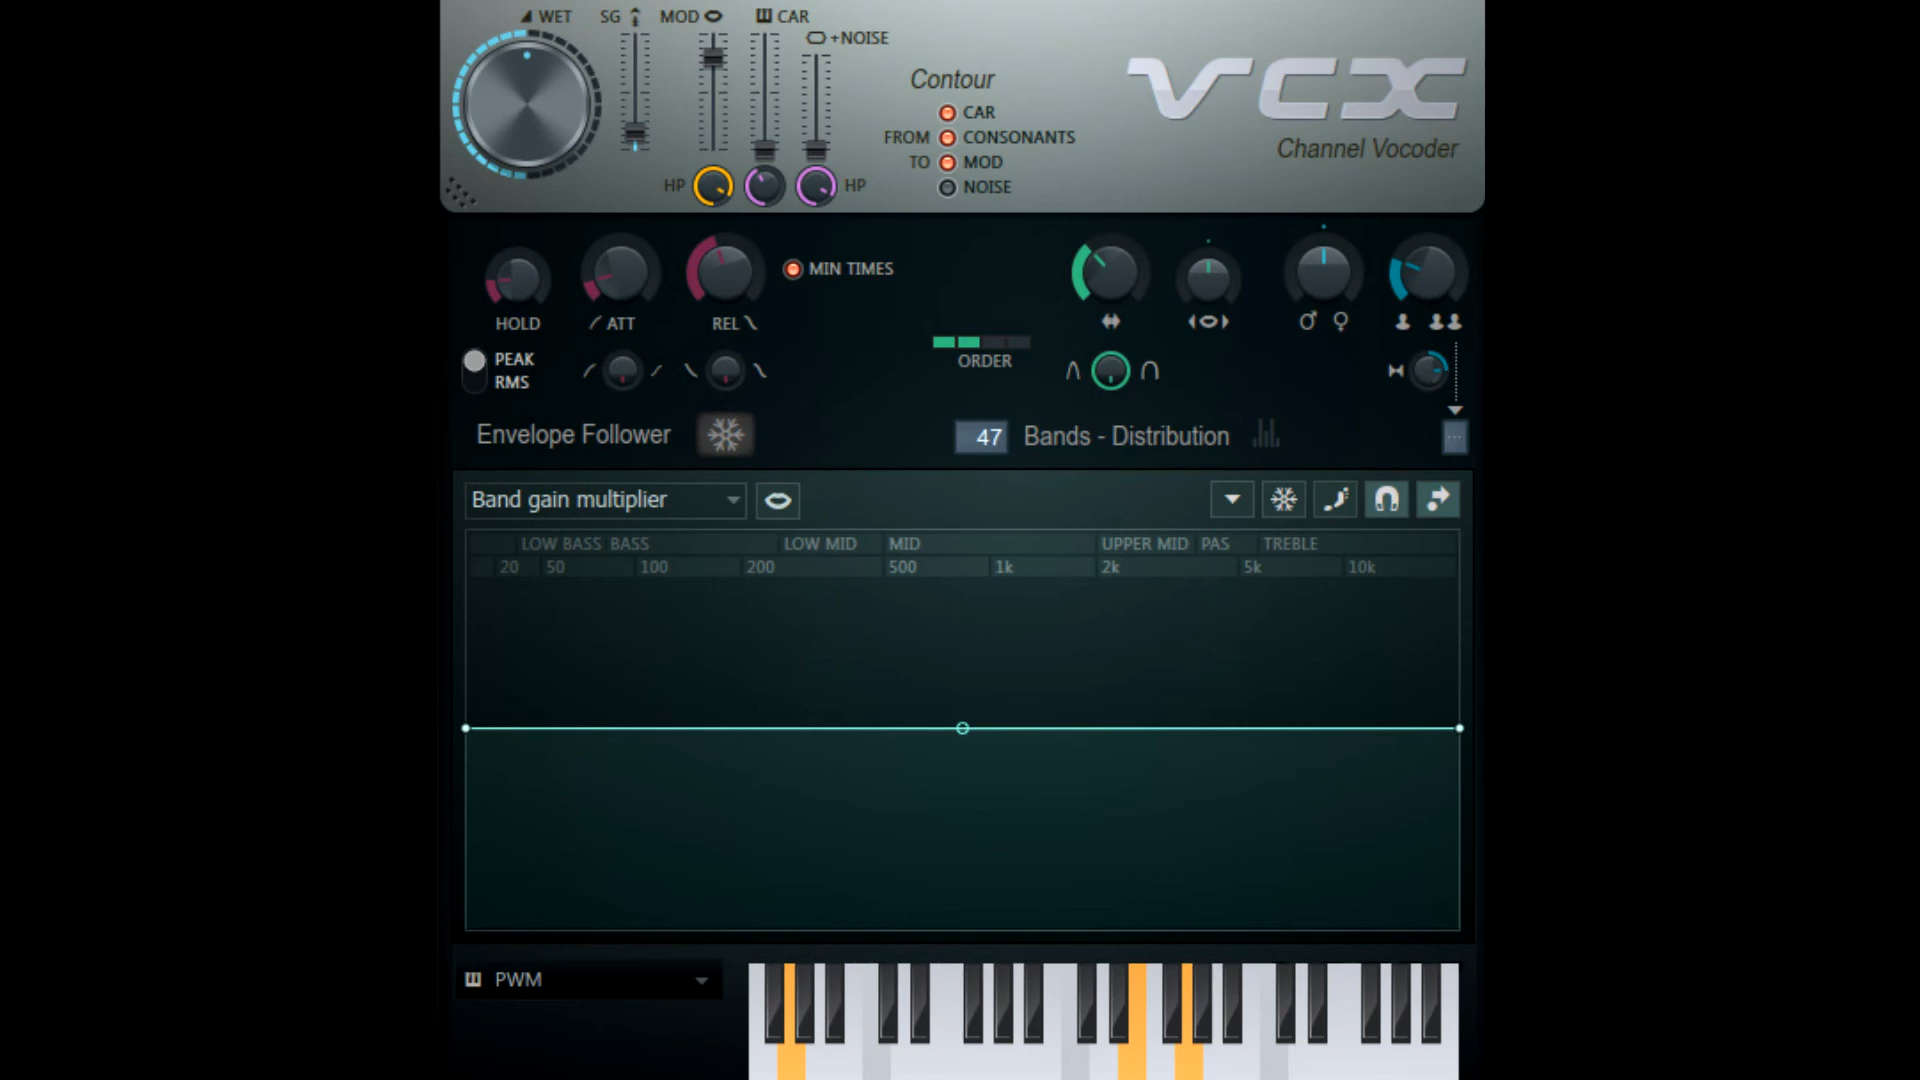 WET SG MOD CAR
+NOISE
VCX
Contour
CAR
FROM CONSONANTS
TO MOD
NOISE
Channel Vocoder
HP HP
MIN TIMES
HOLD ATT REL
PEAK
RMS
ORDER
Envelope Follower 47 Bands - Distribution
Band gain multiplier
LOW BASS BASS LOW MID MID UPPER MID PAS TREBLE
20 50 100 200 500 1k 2k 5k 10k
PWM